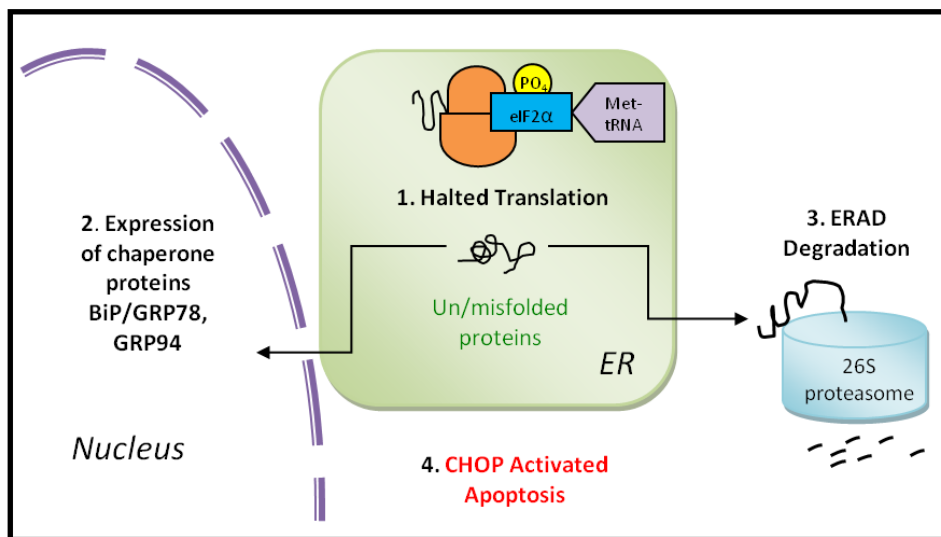 PO4
eIF2α
Met-
tRNA
1. Halted Translation
2. Expression
of chaperone
proteins
BiP/GRP78,
GRP94
3. ERAD
Degradation
Un/misfolded
proteins
ER
26S
proteasome
Nucleus
4. CHOP Activated
Apoptosis